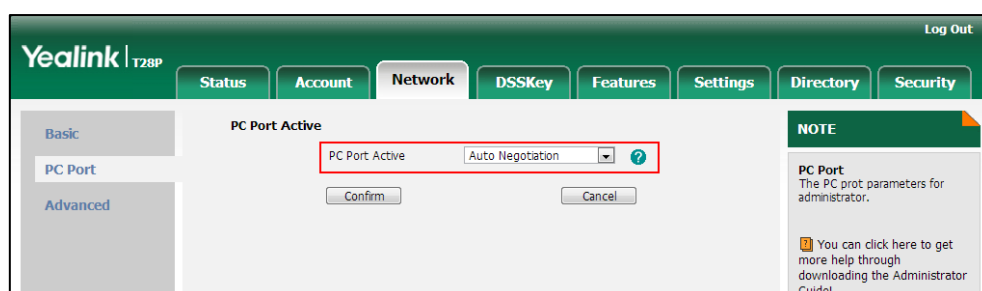 Log Out
Yealink T28P
Status Account Network DSSKey Features Settings Directory Security
Basic
PC Port
Advanced
PC Port Active
PC Port Active Auto Negotiation ?
Confirm Cancel
NOTE
PC Port
The PC prot parameters for
administrator.
? You can click here to get
more help through
downloading the Administrator
Guide!